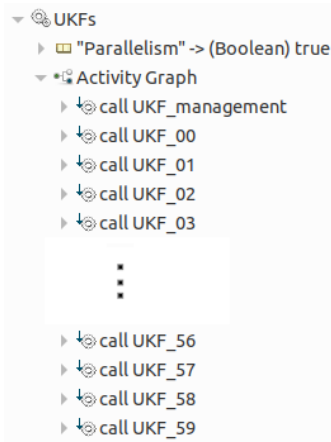 UKFs
"Parallelism" -> (Boolean) true
Activity Graph
call UKF_management
call UKF_00
call UKF_01
call UKF_02
call UKF_03
call UKF_56
call UKF_57
call UKF_58
call UKF_59